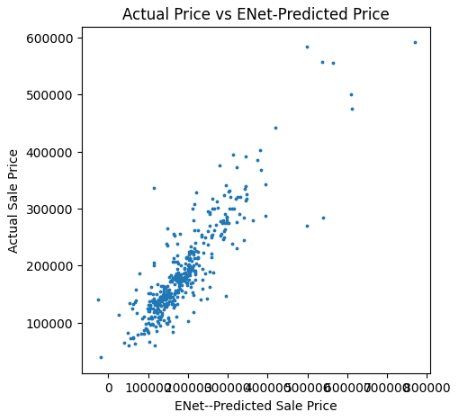 Actual Price vs ENet-Predicted Price
600000
500000
400000
300000
200000
100000
Actual Sale Price
0 100000 200000 300000 400000 500000 600000 700000 800000
ENet--Predicted Sale Price